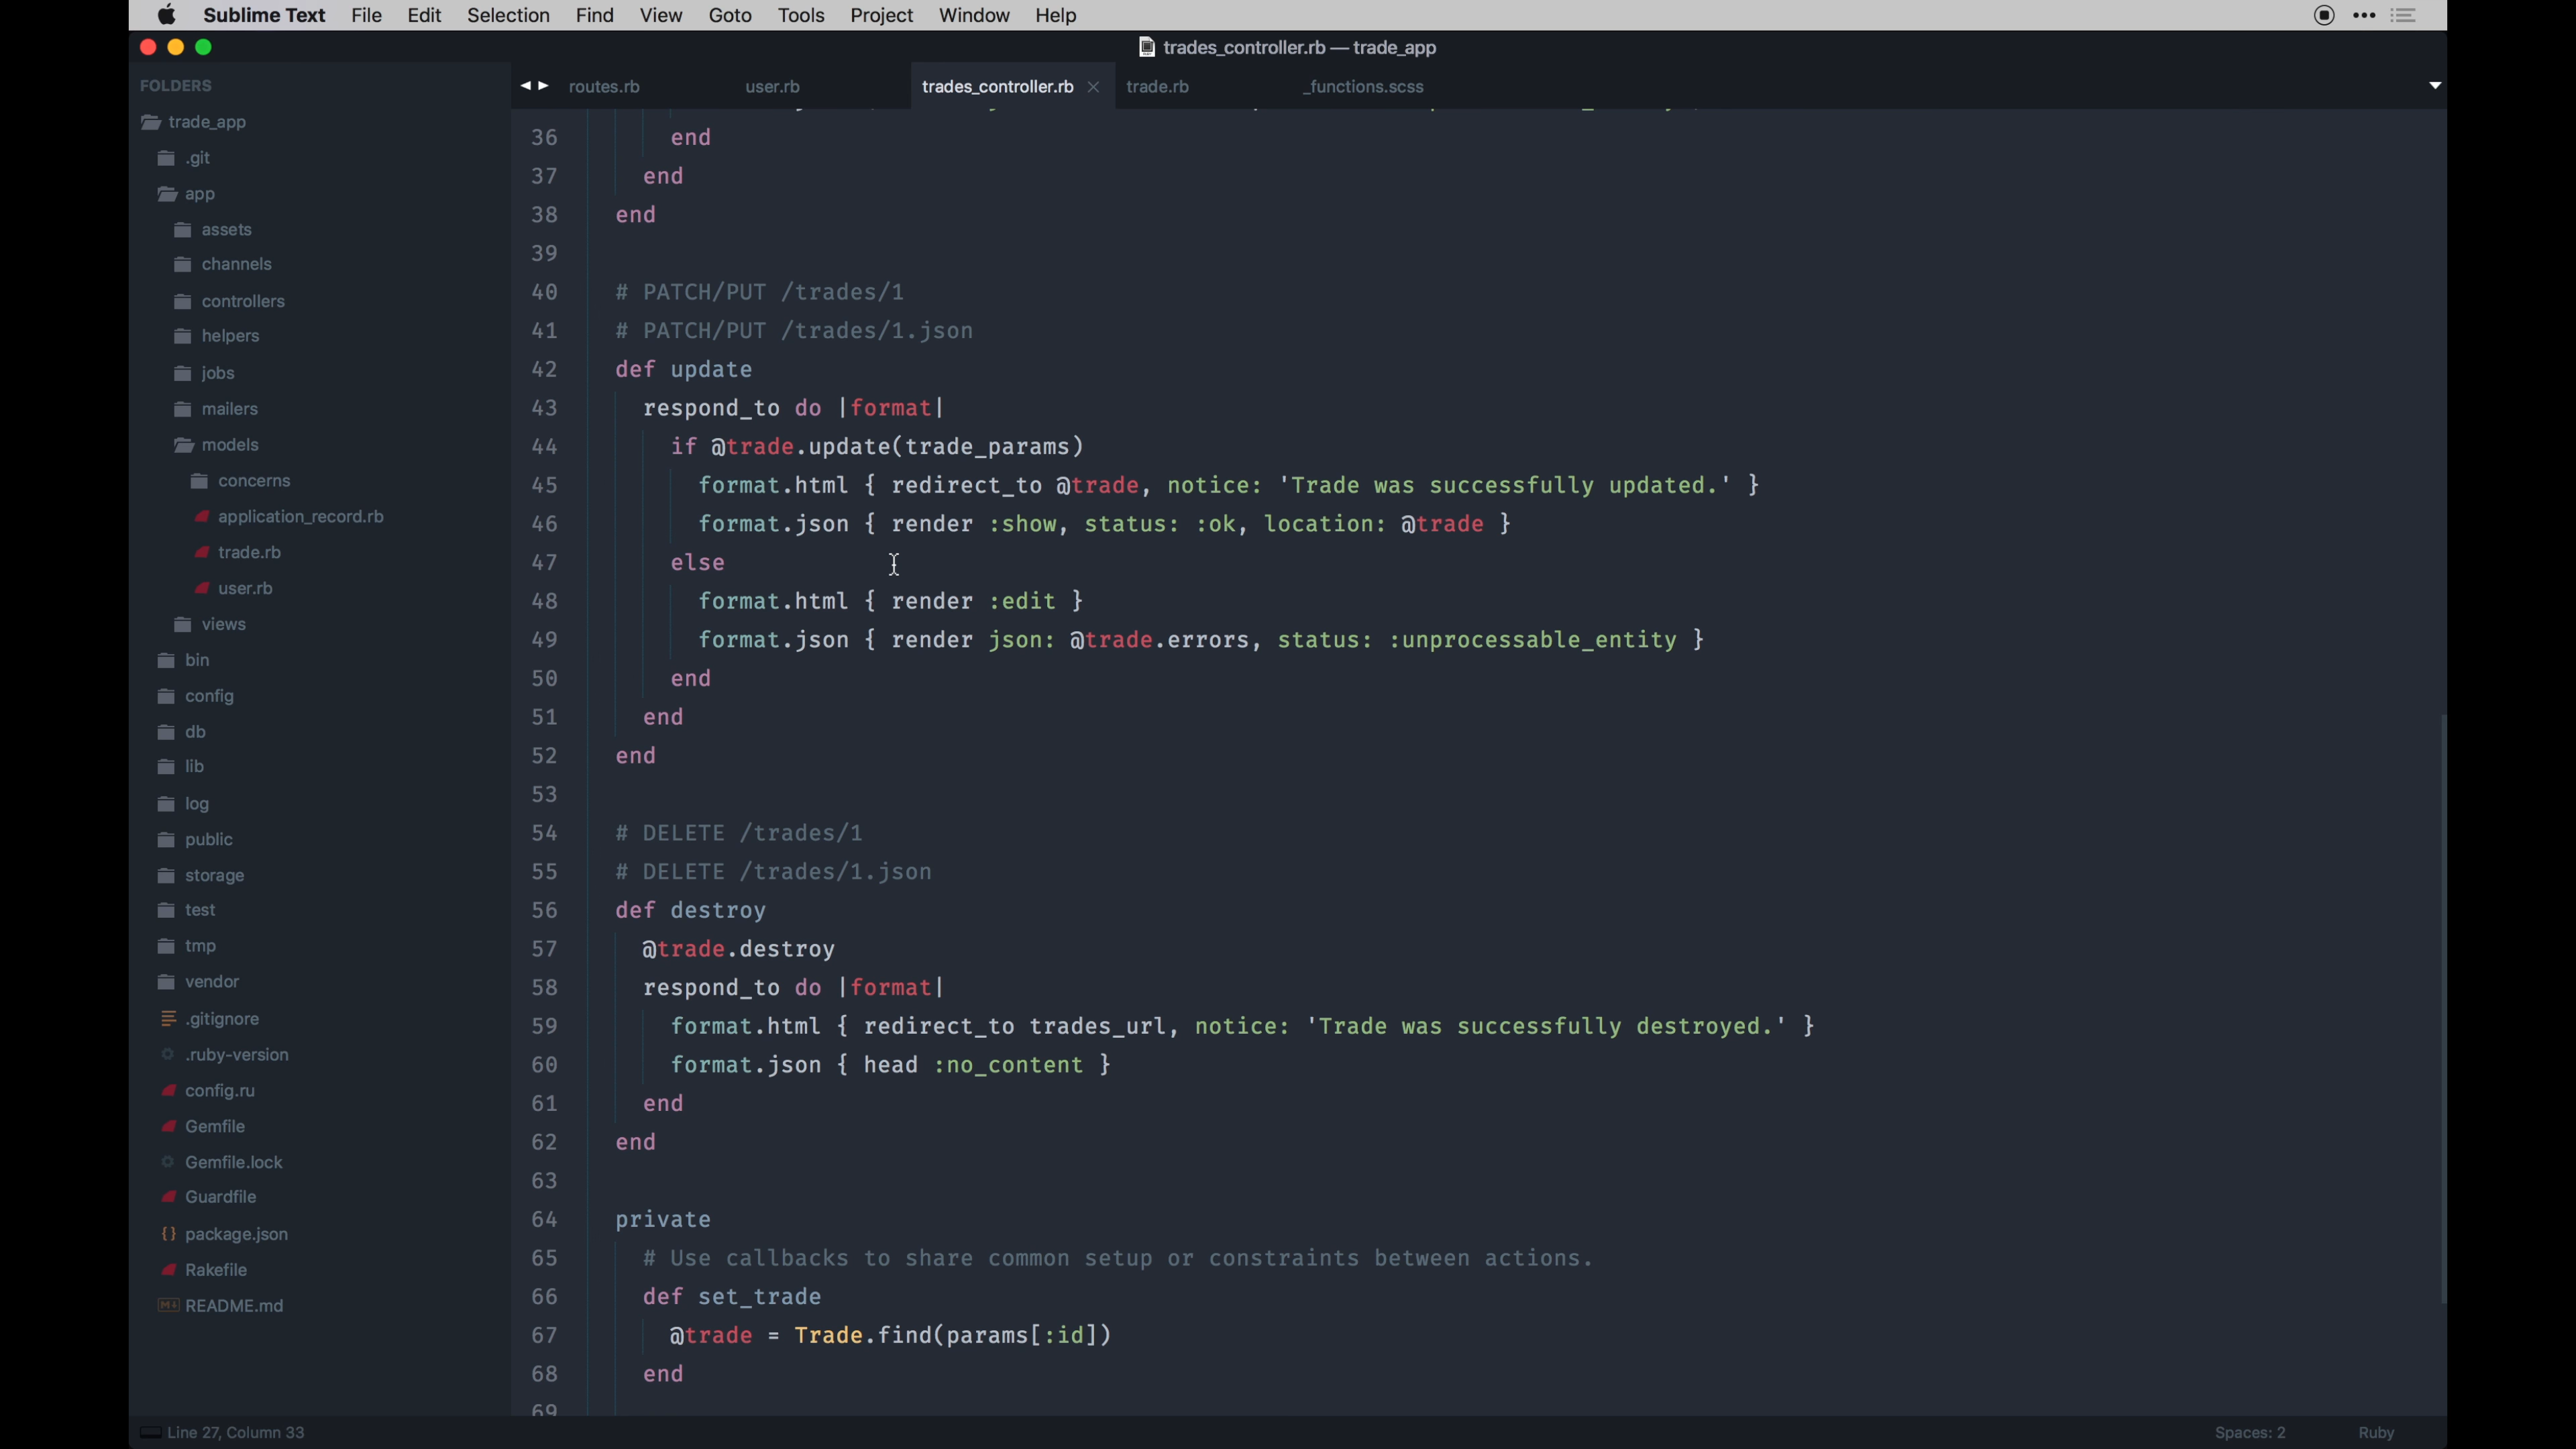 Sublime Text File Edit Selection Find View Goto Tools Project Window Help
trades_controller.rb — trade_app
FOLDERS
trade_app
.git
app
assets
channels
controllers
helpers
jobs
mailers
models
concerns
application_record.rb
trade.rb
user.rb
views
bin
config
db
lib
log
public
storage
test
tmp
vendor
.gitignore
.ruby-version
config.ru
Gemfile
Gemfile.lock
Guardfile
package.json
Rakefile
README.md
routes.rb user.rb trades_controller.rb trade.rb _functions.scss
36 end
37 end
38 end
39
40 # PATCH/PUT /trades/1
41 # PATCH/PUT /trades/1.json
42 def update
43 respond_to do |format|
44 if @trade.update(trade_params)
45 format.html { redirect_to @trade, notice: 'Trade was successfully updated.' }
46 format.json { render :show, status: :ok, location: @trade }
47 else
48 format.html { render :edit }
49 format.json { render json: @trade.errors, status: :unprocessable_entity }
50 end
51 end
52 end
53
54 # DELETE /trades/1
55 # DELETE /trades/1.json
56 def destroy
57 @trade.destroy
58 respond_to do |format|
59 format.html { redirect_to trades_url, notice: 'Trade was successfully destroyed.' }
60 format.json { head :no_content }
61 end
62 end
63
64 private
65 # Use callbacks to share common setup or constraints between actions.
66 def set_trade
67 @trade = Trade.find(params[:id])
68 end
69
Line 27, Column 33
Spaces: 2 Ruby